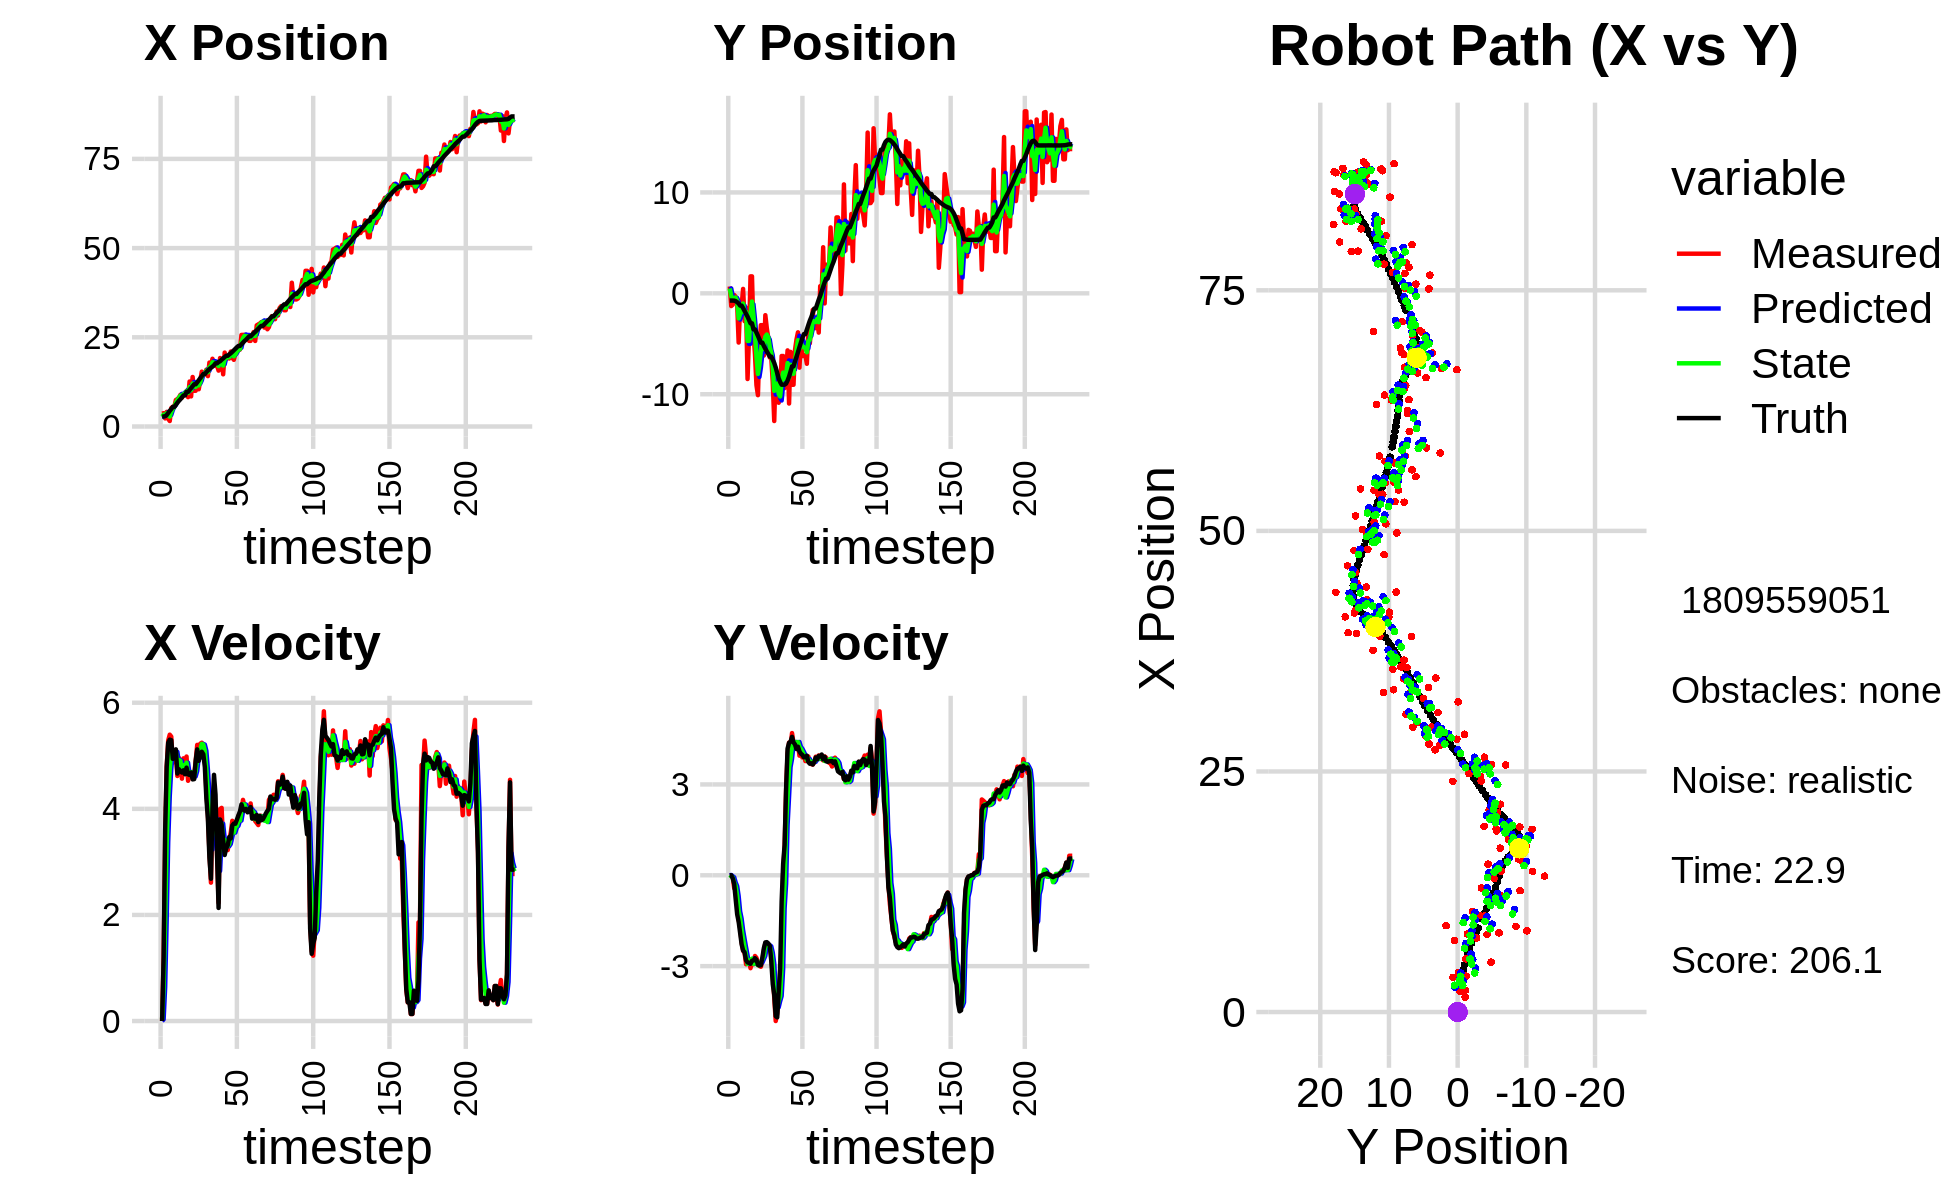 X Position
75
50
25
0
0 50 100 150 200
timestep
Y Position
10
0
-10
0 50 100 150 200
timestep
X Velocity
6
4
2
0
0 50 100 150 200
timestep
Y Velocity
3
0
-3
0 50 100 150 200
timestep
Robot Path (X vs Y)
X Position
75
50
25
0
20 10 0 -10 -20
Y Position
variable
Measured
Predicted
State
Truth
1809559051
Obstacles: none
Noise: realistic
Time: 22.9
Score: 206.1